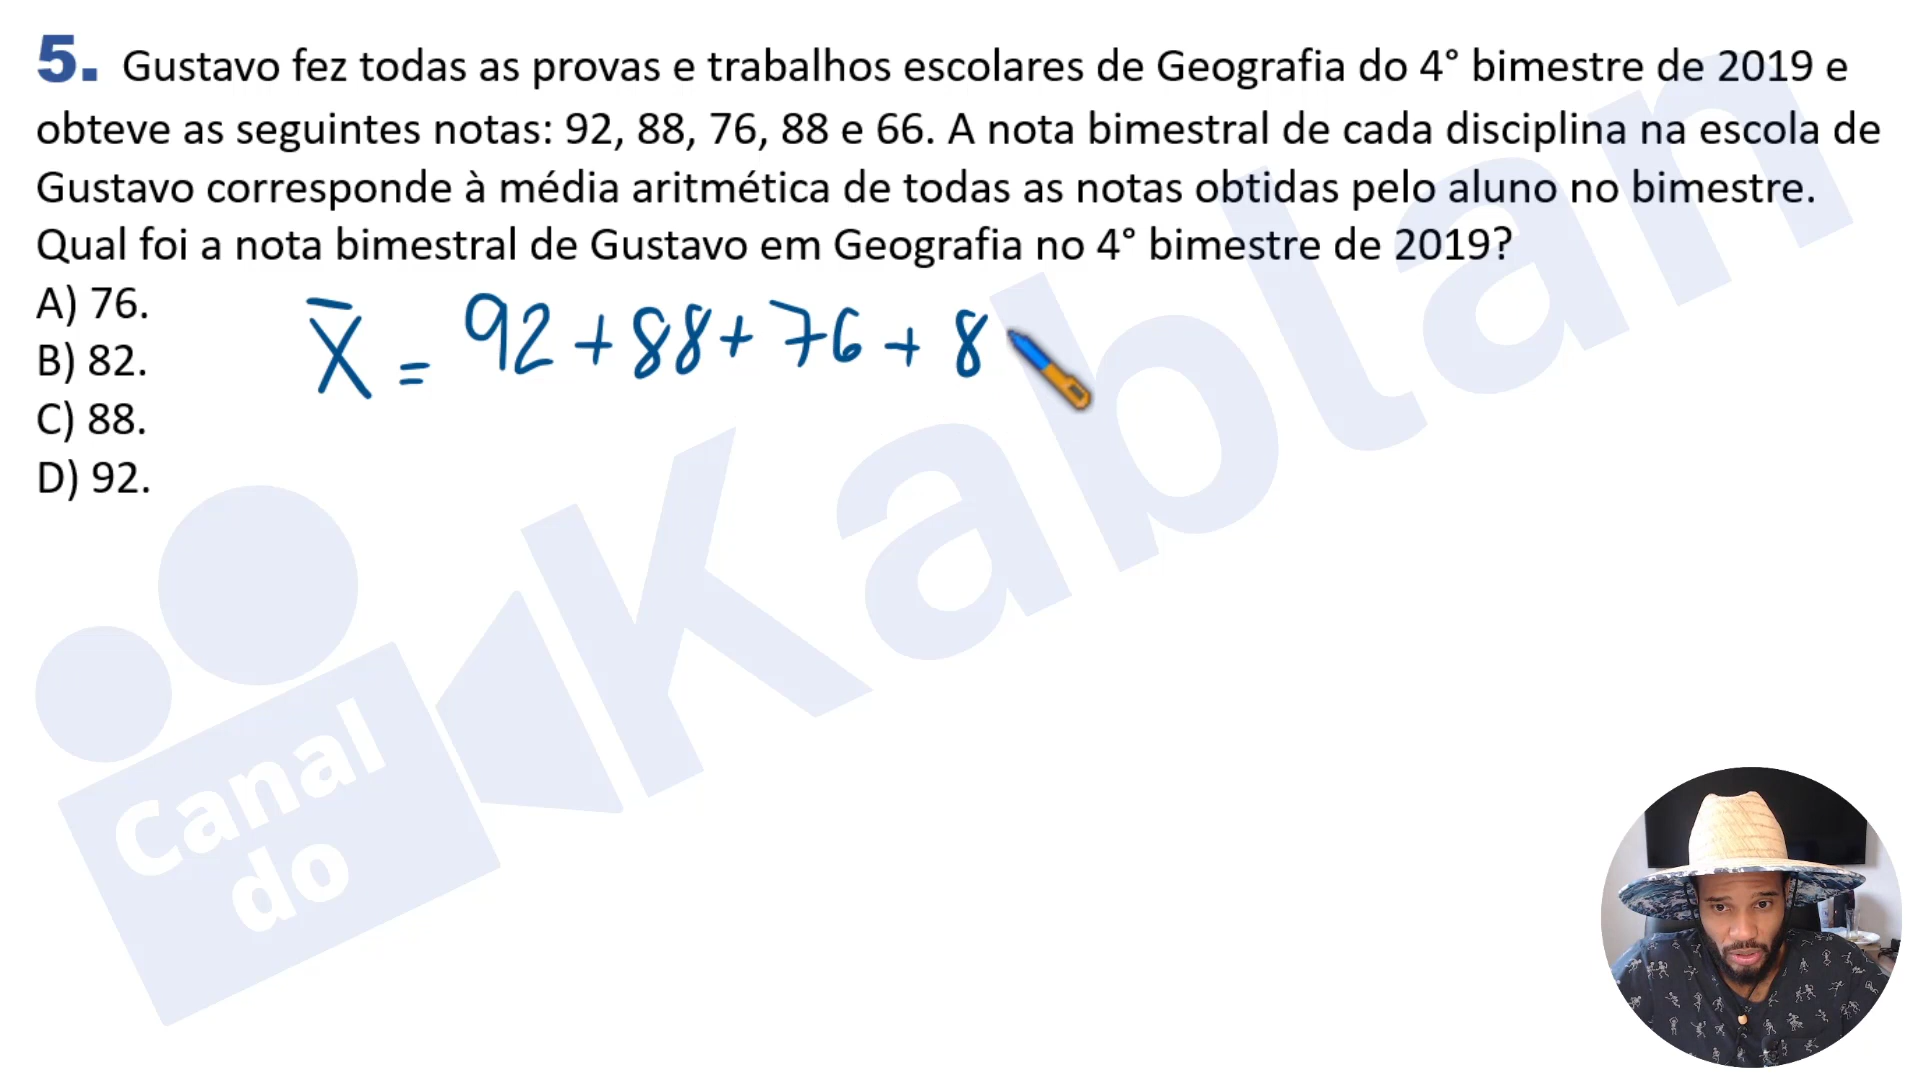 5. Gustavo fez todas as provas e trabalhos escolares de Geografia do 4° bimestre de 2019 e
obteve as seguintes notas: 92, 88, 76, 88 e 66. A nota bimestral de cada disciplina na escola de
Gustavo corresponde à média aritmética de todas as notas obtidas pelo aluno no bimestre.
Qual foi a nota bimestral de Gustavo em Geografia no 4° bimestre de 2019?
A) 76.
B) 82.
C) 88.
D) 92.
X̄ = 92 + 88 + 76 + 8
Canal
do
Kablan